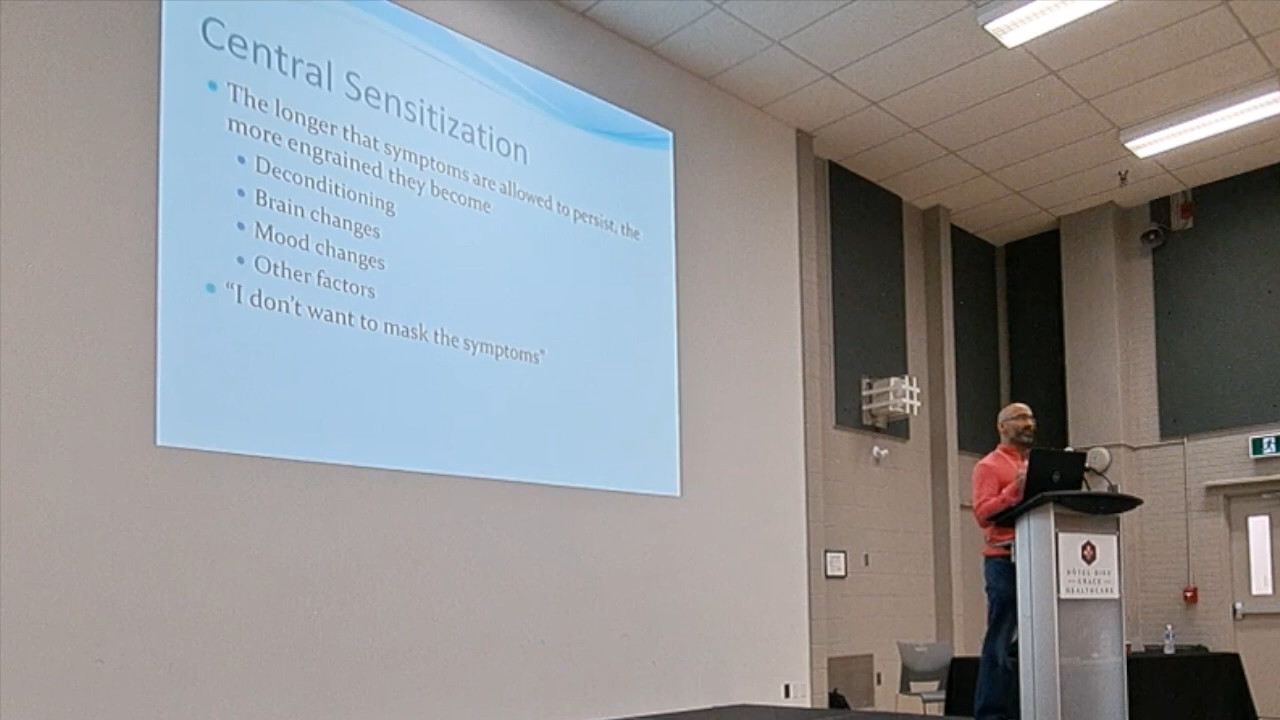 Central Sensitization
The longer that symptoms are allowed to persist, the
more engrained they become
Deconditioning
Brain changes
Mood changes
Other factors
“I don’t want to mask the symptoms”
HÔTEL-DIEU
GRACE
HEALTHCARE